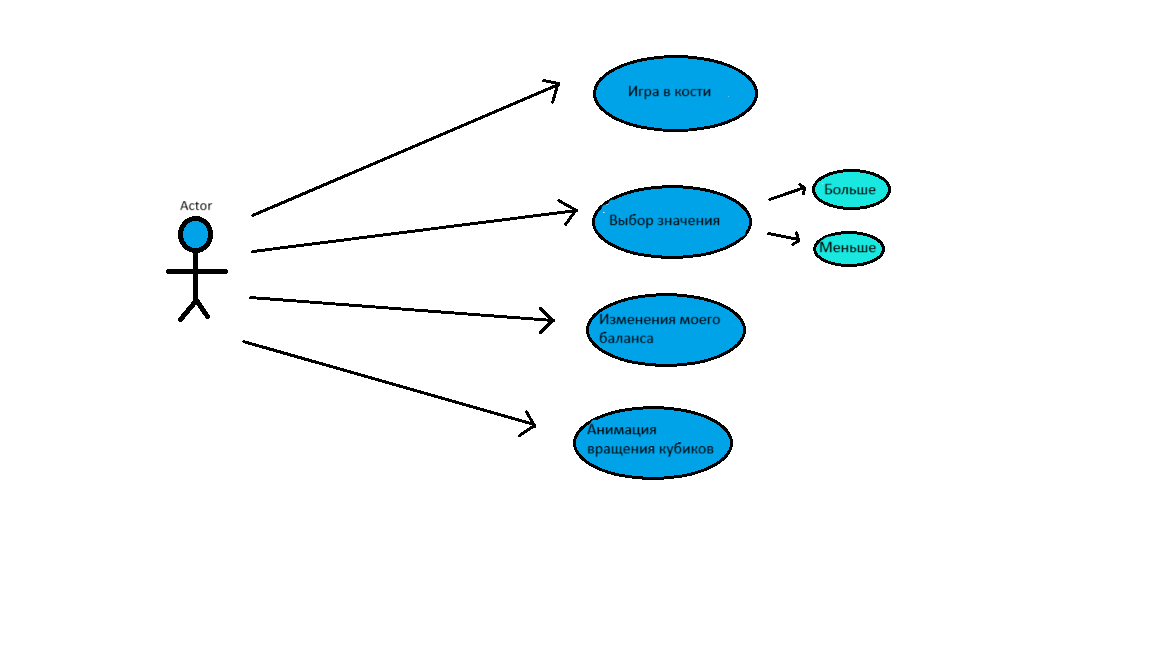 Игра в кости
Actor
Выбор значения
Больше
Меньше
Изменения моего
баланса
Анимация
вращения кубиков